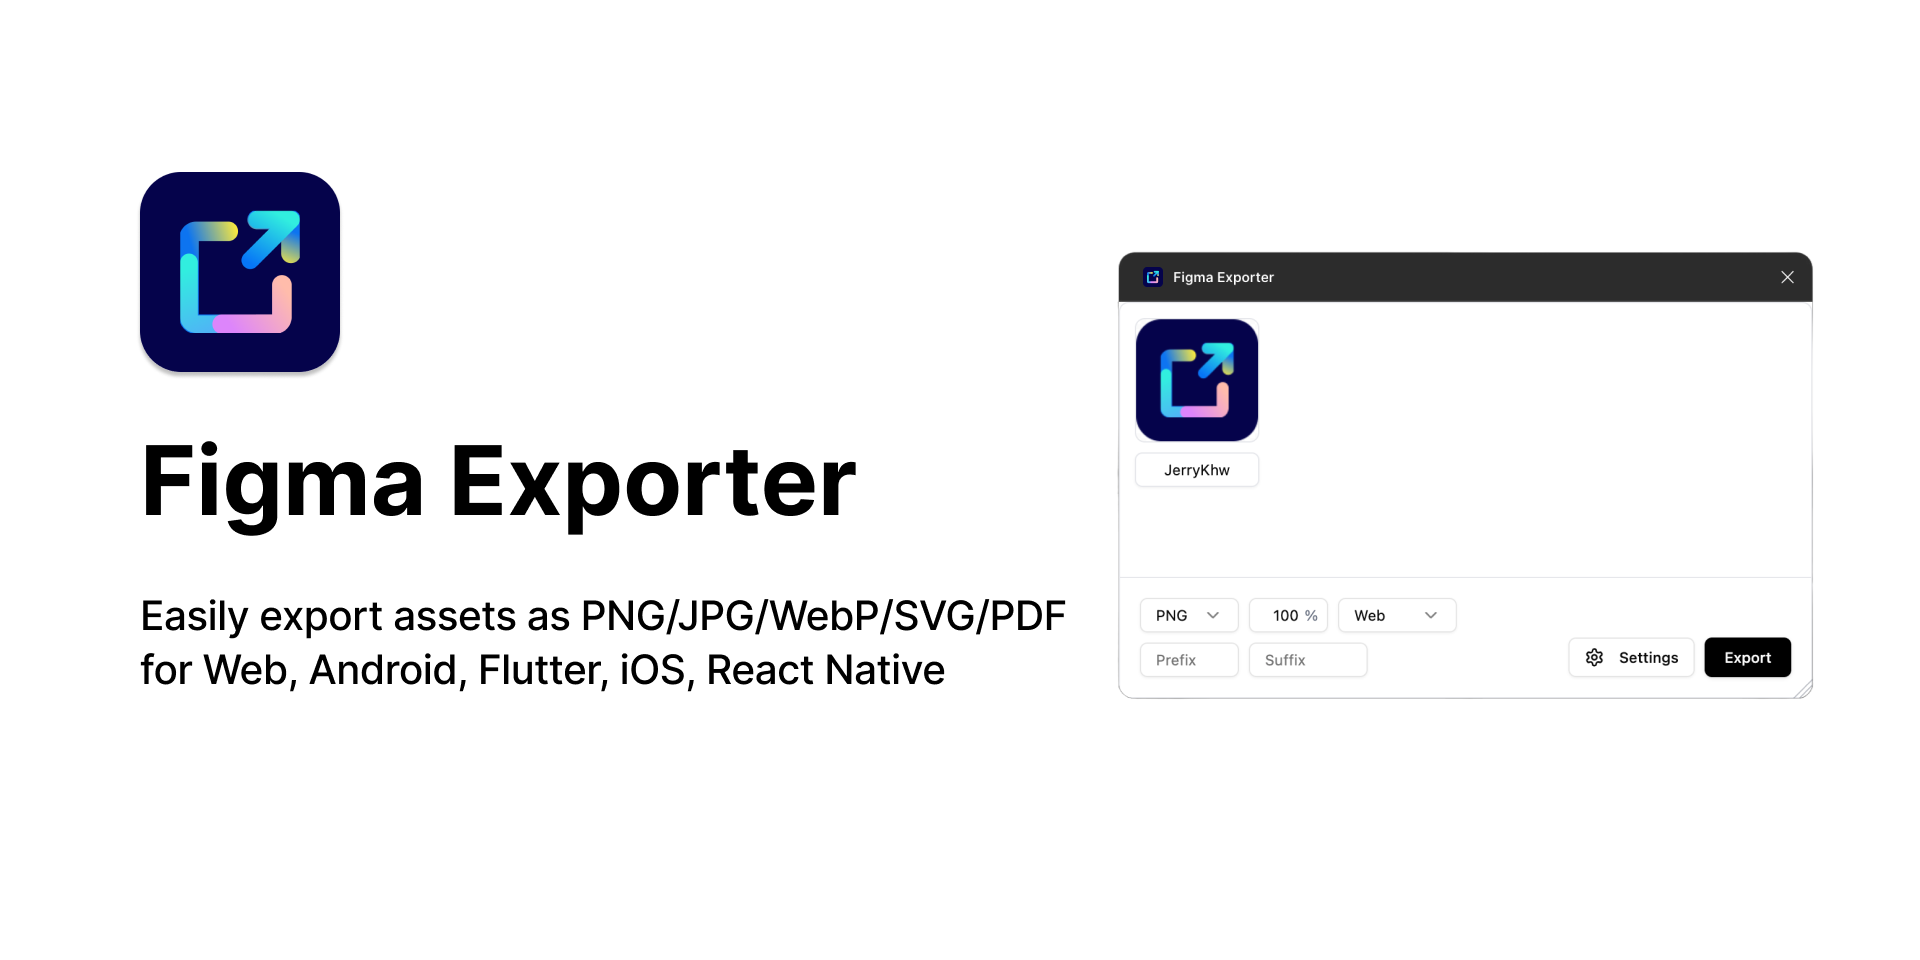 Figma Exporter
Easily export assets as PNG/JPG/WebP/SVG/PDF
for Web, Android, Flutter, iOS, React Native
Figma Exporter
JerryKhw
PNG 100 % Web
Prefix Suffix
Settings Export